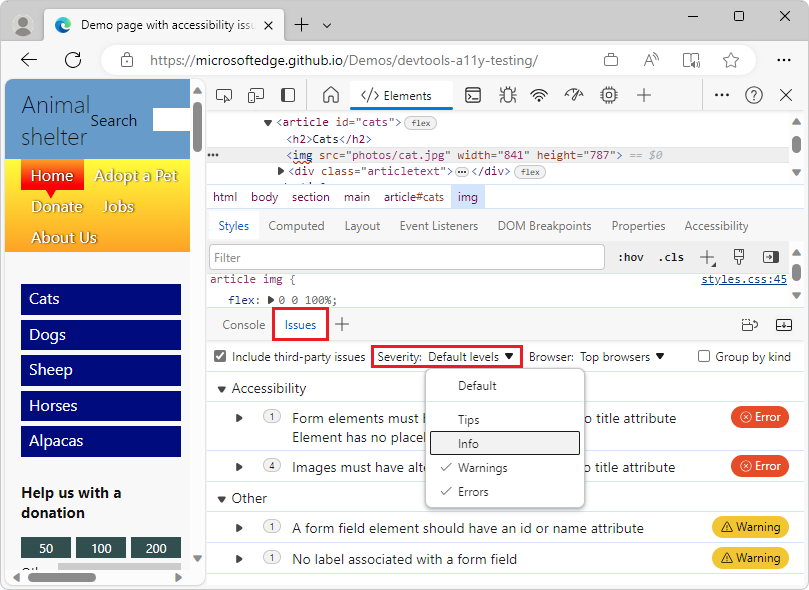 Demo page with accessibility issu
https://microsoftedge.github.io/Demos/devtools-a11y-testing/
Animal shelter
Search
Home
Adopt a Pet
Donate
Jobs
About Us
Cats
Dogs
Sheep
Horses
Alpacas
Help us with a donation
50 100 200
Elements
<article id="cats"> flex
<h2>Cats</h2>
<img src="photos/cat.jpg" width="841" height="787"> == $0
<div class="articletext"> </div> flex
html body section main article#cats img
Styles Computed Layout Event Listeners DOM Breakpoints Properties Accessibility
Filter :hov .cls
article img { styles.css:45
flex: 0 0 100%;
Console Issues
Include third-party issues Severity: Default levels Browser: Top browsers Group by kind
Default
Tips
Info
Warnings
Errors
Accessibility
1 Form elements must h o title attribute Error
Element has no placeh
4 Images must have alte o title attribute Error
Other
1 A form field element should have an id or name attribute Warning
1 No label associated with a form field Warning